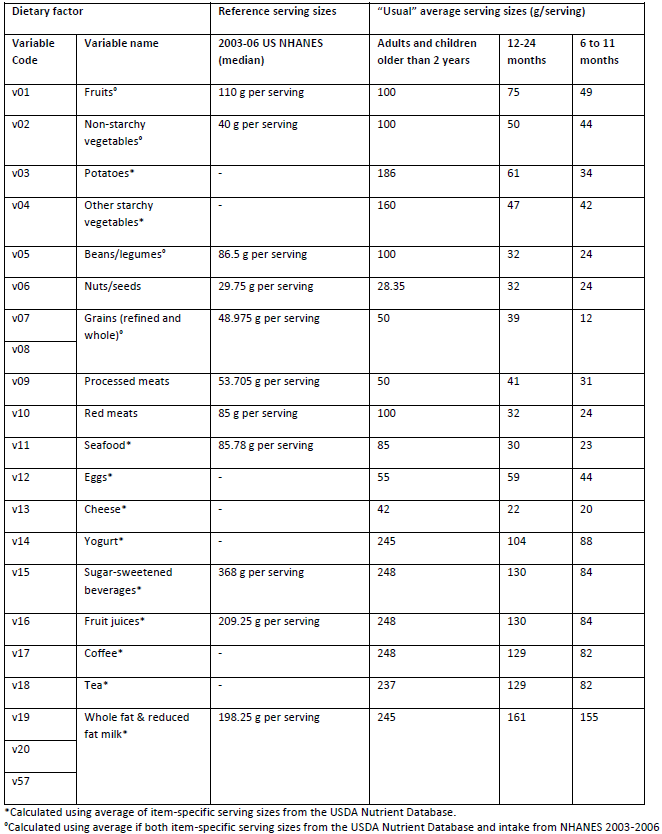 Dietary factor Reference serving sizes “Usual” average serving sizes (g/serving)
Variable Code Variable name 2003-06 US NHANES (median) Adults and children older than 2 years 12-24 months 6 to 11 months
v01 Fruits⁰ 110 g per serving 100 75 49
v02 Non-starchy vegetables⁰ 40 g per serving 100 50 44
v03 Potatoes* - 186 61 34
v04 Other starchy vegetables* - 160 47 42
v05 Beans/legumes⁰ 86.5 g per serving 100 32 24
v06 Nuts/seeds 29.75 g per serving 28.35 32 24
v07 Grains (refined and whole)⁰ 48.975 g per serving 50 39 12
v08
v09 Processed meats 53.705 g per serving 50 41 31
v10 Red meats 85 g per serving 100 32 24
v11 Seafood* 85.78 g per serving 85 30 23
v12 Eggs* - 55 59 44
v13 Cheese* - 42 22 20
v14 Yogurt* - 245 104 88
v15 Sugar-sweetened beverages* 368 g per serving 248 130 84
v16 Fruit juices* 209.25 g per serving 248 130 84
v17 Coffee* - 248 129 82
v18 Tea* - 237 129 82
v19 Whole fat & reduced fat milk* 198.25 g per serving 245 161 155
v20
v57
*Calculated using average of item-specific serving sizes from the USDA Nutrient Database.
⁰Calculated using average if both item-specific serving sizes from the USDA Nutrient Database and intake from NHANES 2003-2006